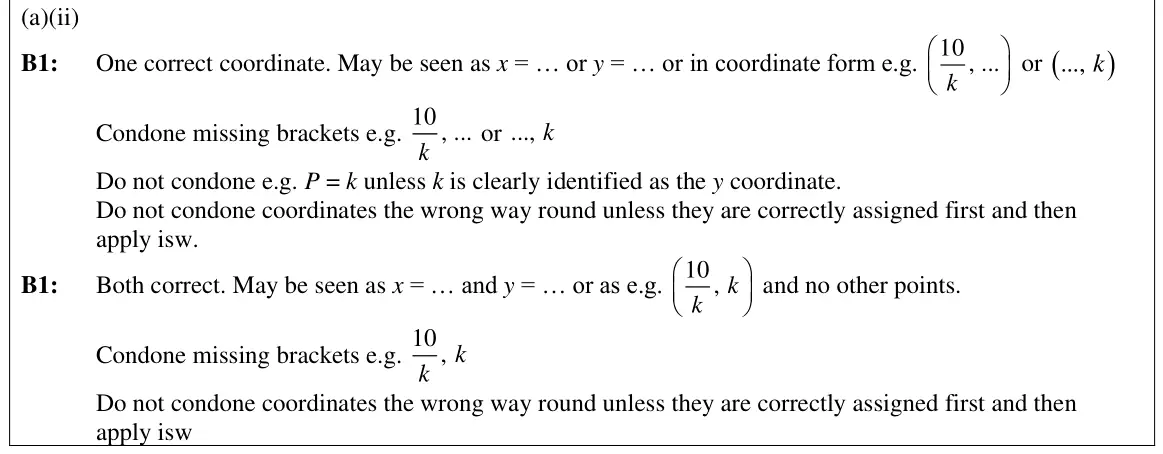 (a)(ii)
B1: One correct coordinate. May be seen as x = … or y = … or in coordinate form e.g. (10/k, ...) or (..., k)
Condone missing brackets e.g. 10/k, ... or ..., k
Do not condone e.g. P = k unless k is clearly identified as the y coordinate.
Do not condone coordinates the wrong way round unless they are correctly assigned first and then
apply isw.
B1: Both correct. May be seen as x = … and y = … or as e.g. (10/k, k) and no other points.
Condone missing brackets e.g. 10/k, k
Do not condone coordinates the wrong way round unless they are correctly assigned first and then
apply isw